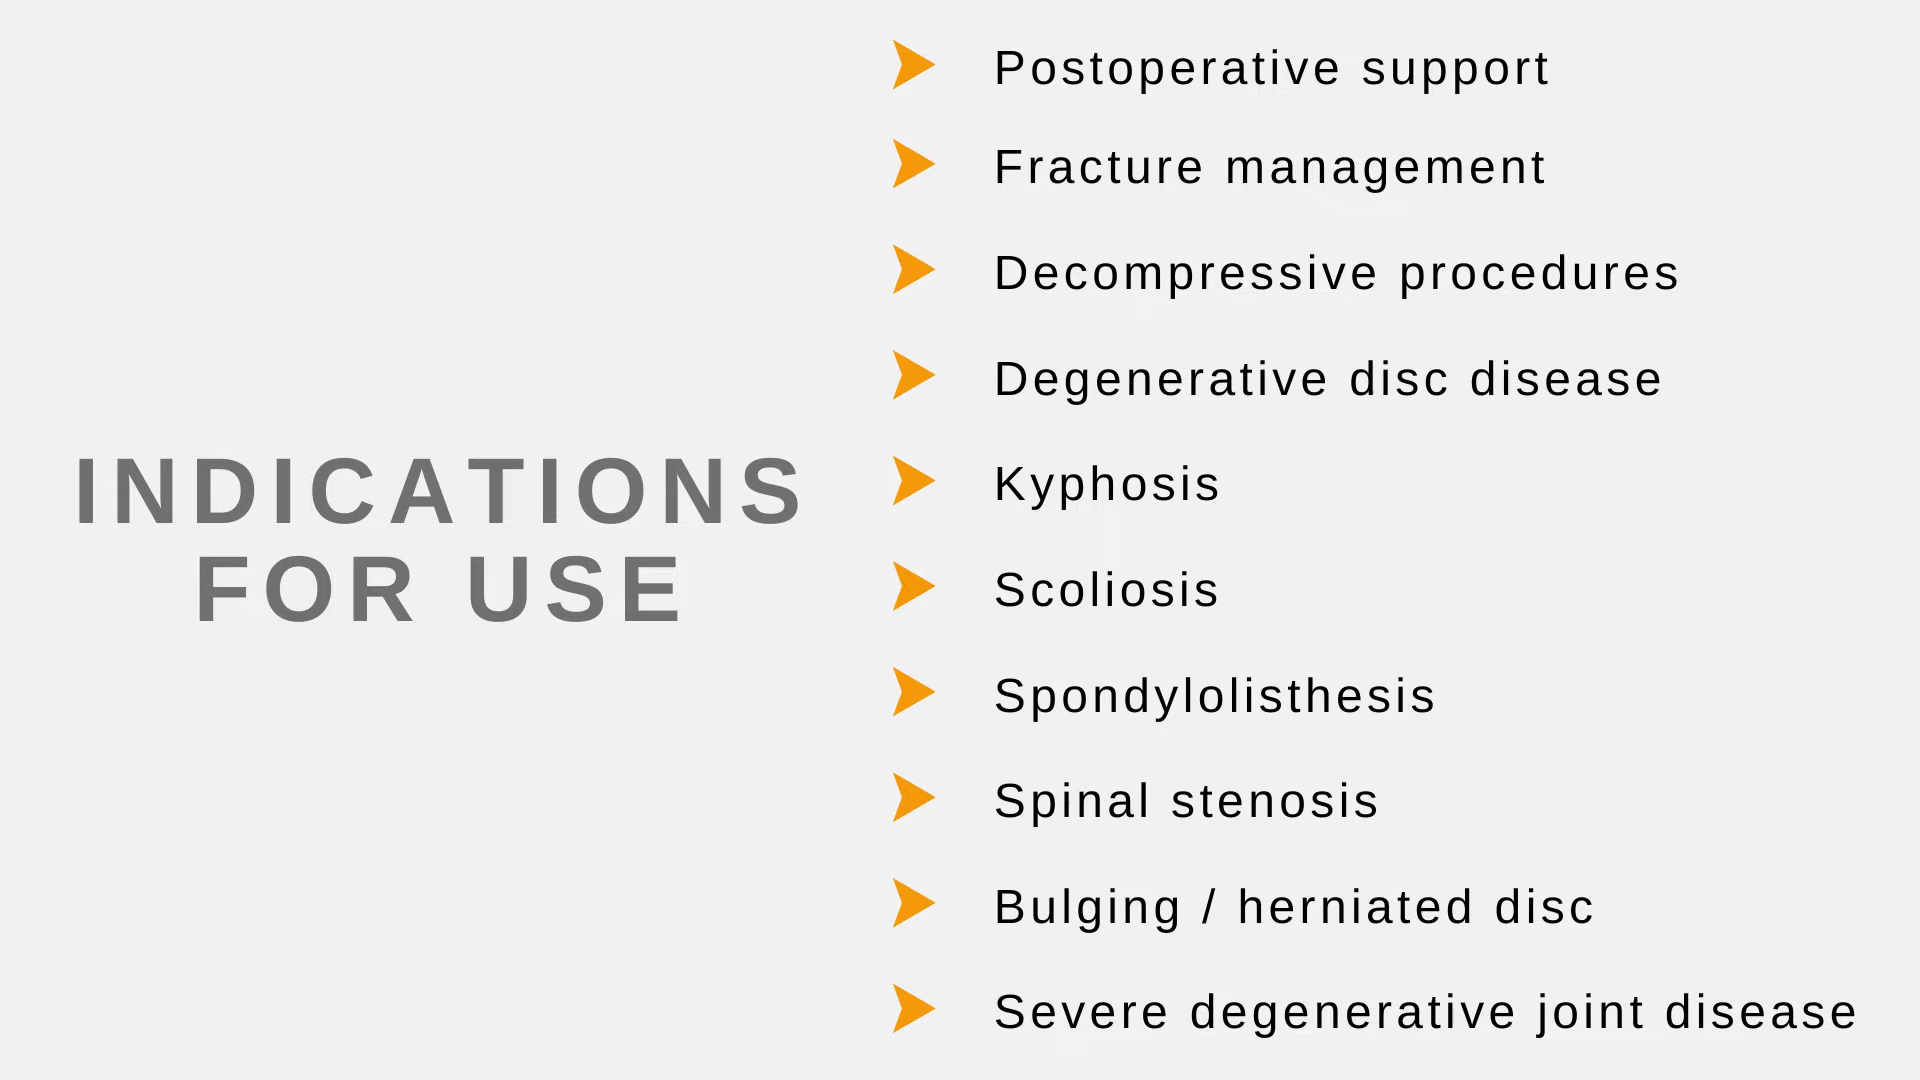 INDICATIONS
FOR USE
Postoperative support
Fracture management
Decompressive procedures
Degenerative disc disease
Kyphosis
Scoliosis
Spondylolisthesis
Spinal stenosis
Bulging / herniated disc
Severe degenerative joint disease